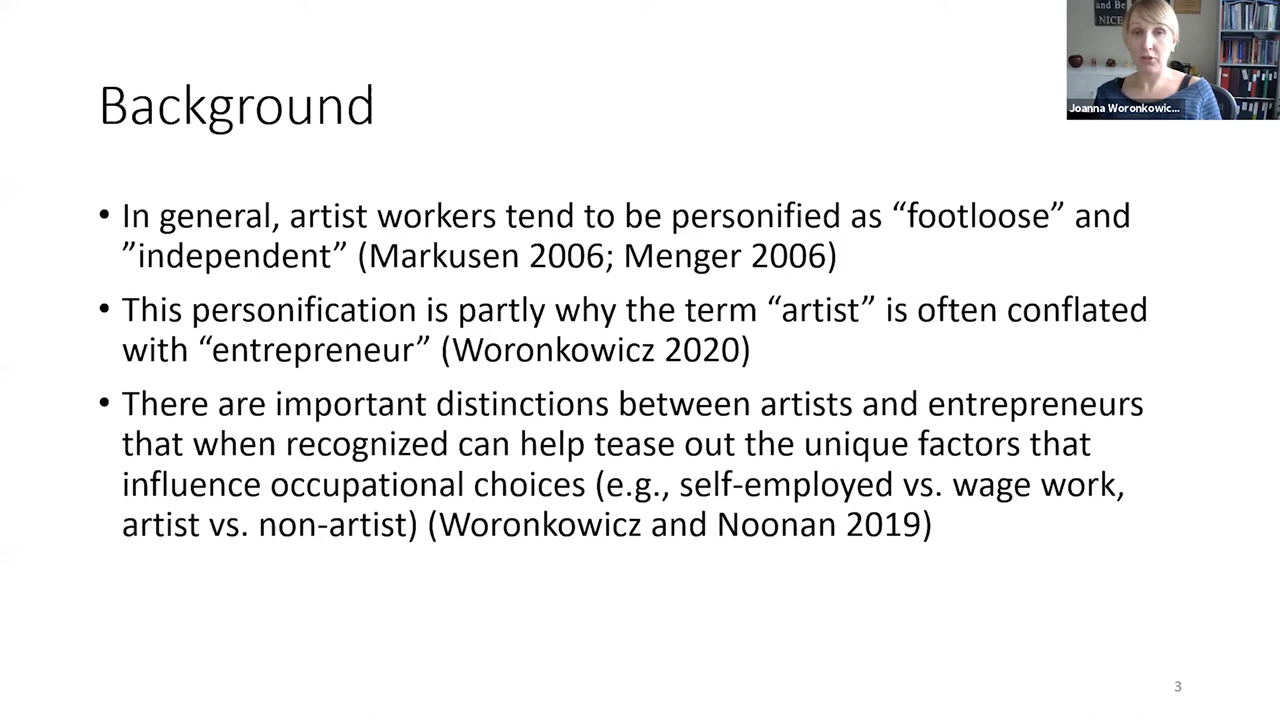 and Be
NICE
Joanna Woronkowic...
Background
• In general, artist workers tend to be personified as “footloose” and
”independent” (Markusen 2006; Menger 2006)
• This personification is partly why the term “artist” is often conflated
with “entrepreneur” (Woronkowicz 2020)
• There are important distinctions between artists and entrepreneurs
that when recognized can help tease out the unique factors that
influence occupational choices (e.g., self-employed vs. wage work,
artist vs. non-artist) (Woronkowicz and Noonan 2019)
3